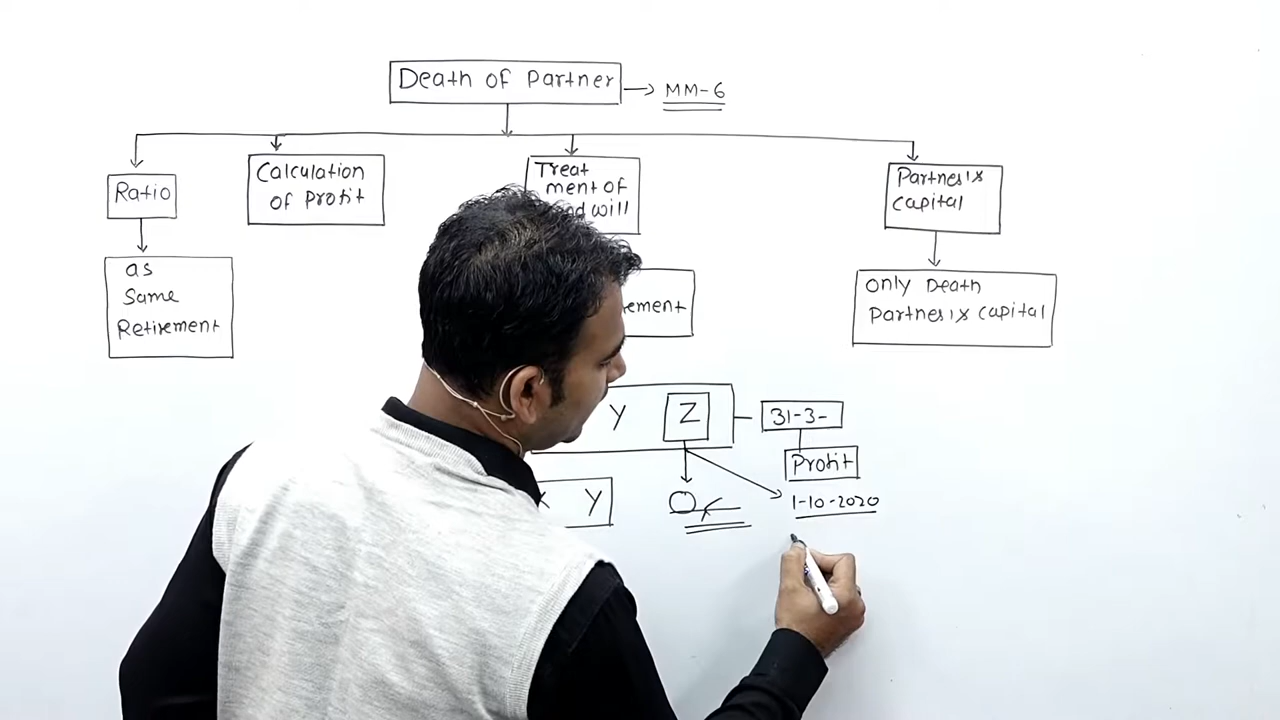 Death of Partner
MM-6
Ratio
Calculation
of Profit
Treat
ment of
will
Partner's
Capital
as
Same
Retirement
ement
only Death
Partner's capital
Y Z
31-3-
Profit
Y
1-10-2020